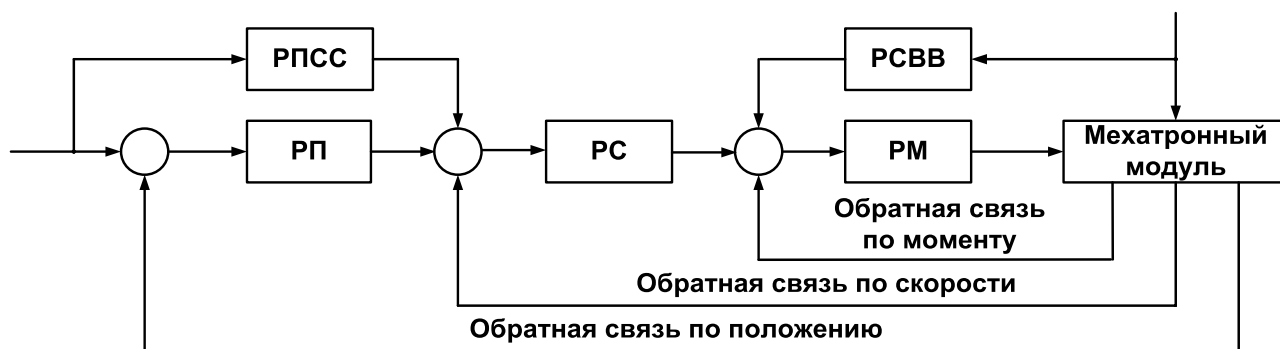 РПСС
РСВВ
РП
РС
РМ
Мехатронный
модуль
Обратная связь
по моменту
Обратная связь по скорости
Обратная связь по положению